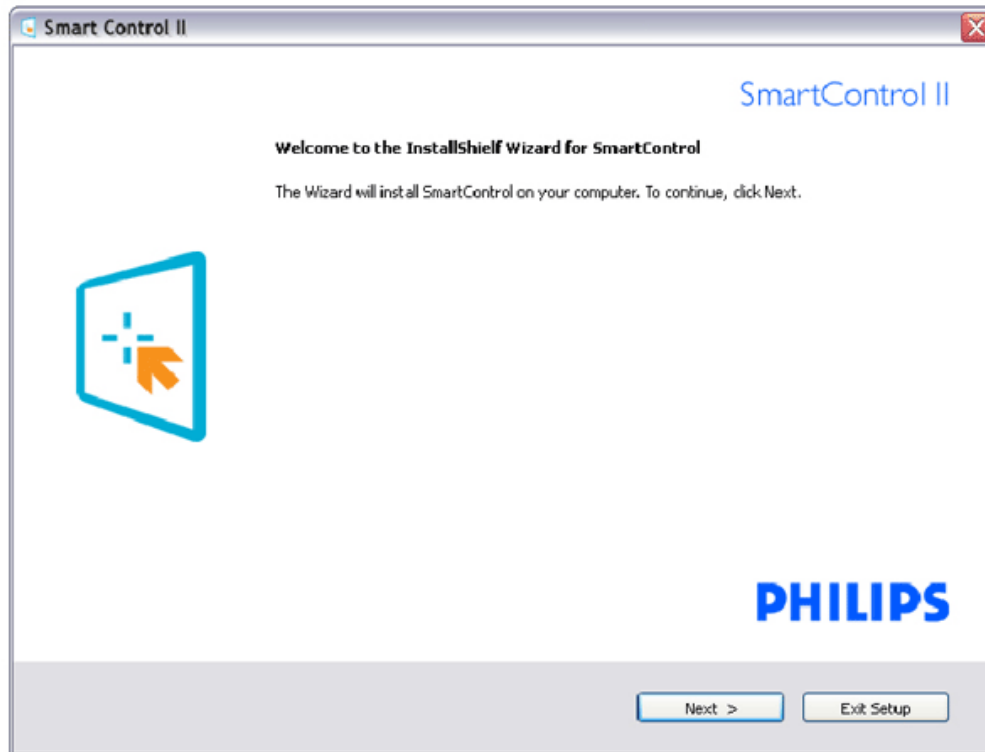 Smart Control II
SmartControl II
Welcome to the InstallShielf Wizard for SmartControl
The Wizard will install SmartControl on your computer. To continue, click Next.
PHILIPS
Next >
Exit Setup